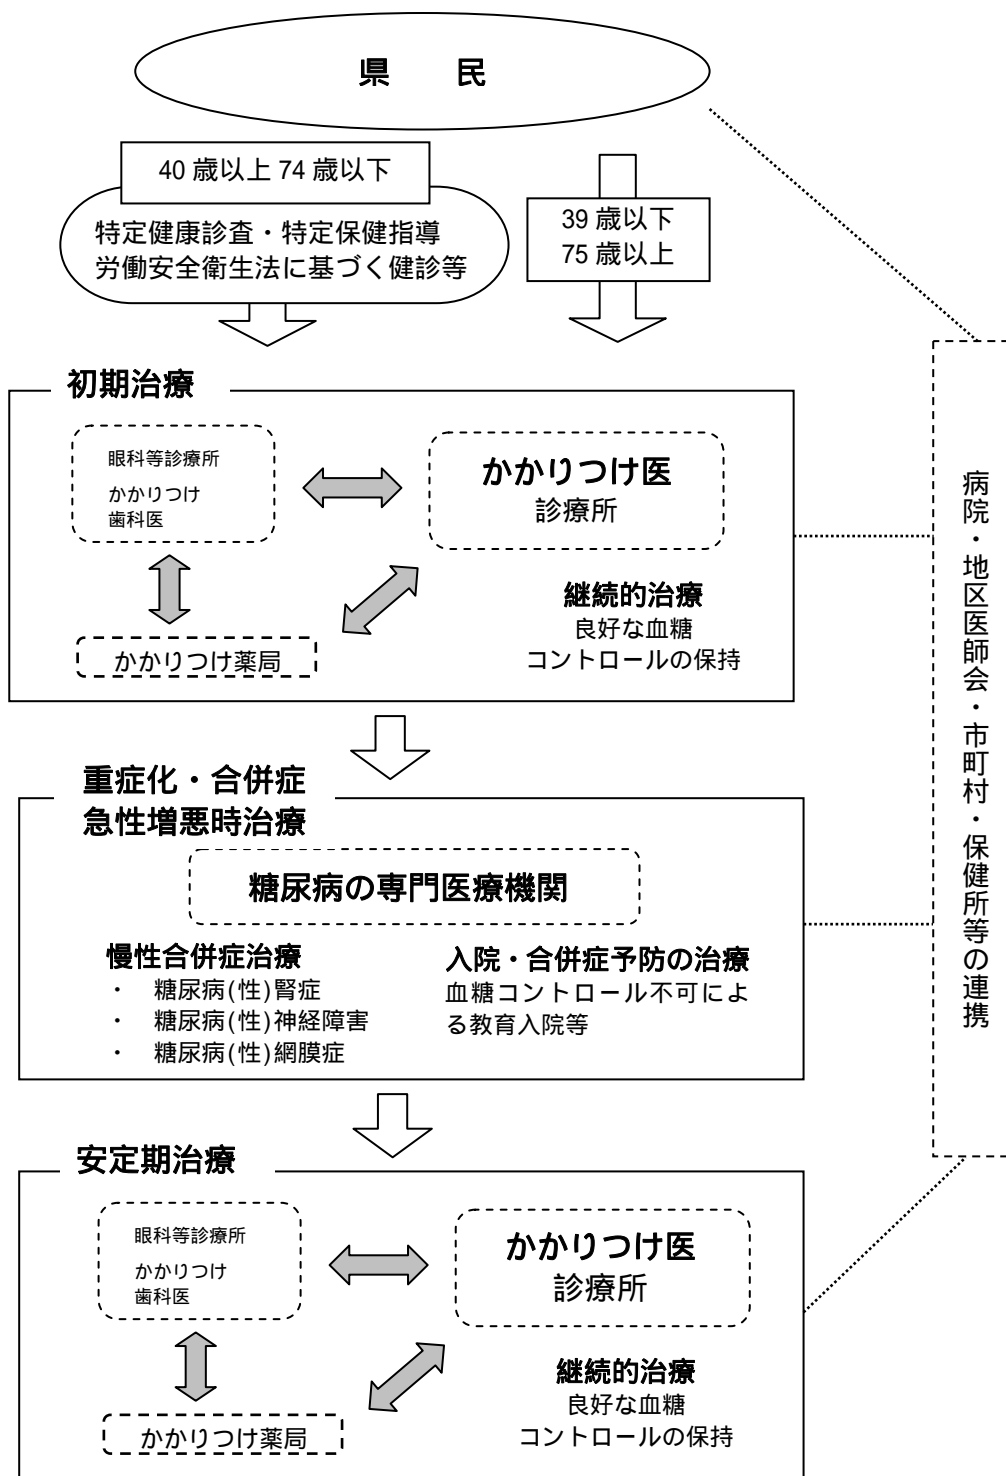 県　　民
40 歳以上 74 歳以下
特定健康診査・特定保健指導
労働安全衛生法に基づく健診等
39 歳以下
75 歳以上
初期治療
眼科等診療所
かかりつけ
歯科医
かかりつけ医
診療所
かかりつけ薬局
継続的治療
良好な血糖
コントロールの保持
重症化・合併症
急性増悪時治療
糖尿病の専門医療機関
慢性合併症治療
・　糖尿病(性)腎症
・　糖尿病(性)神経障害
・　糖尿病(性)網膜症
入院・合併症予防の治療
血糖コントロール不可によ
る教育入院等
安定期治療
眼科等診療所
かかりつけ
歯科医
かかりつけ医
診療所
かかりつけ薬局
継続的治療
良好な血糖
コントロールの保持
病院・地区医師会・市町村・保健所等の連携